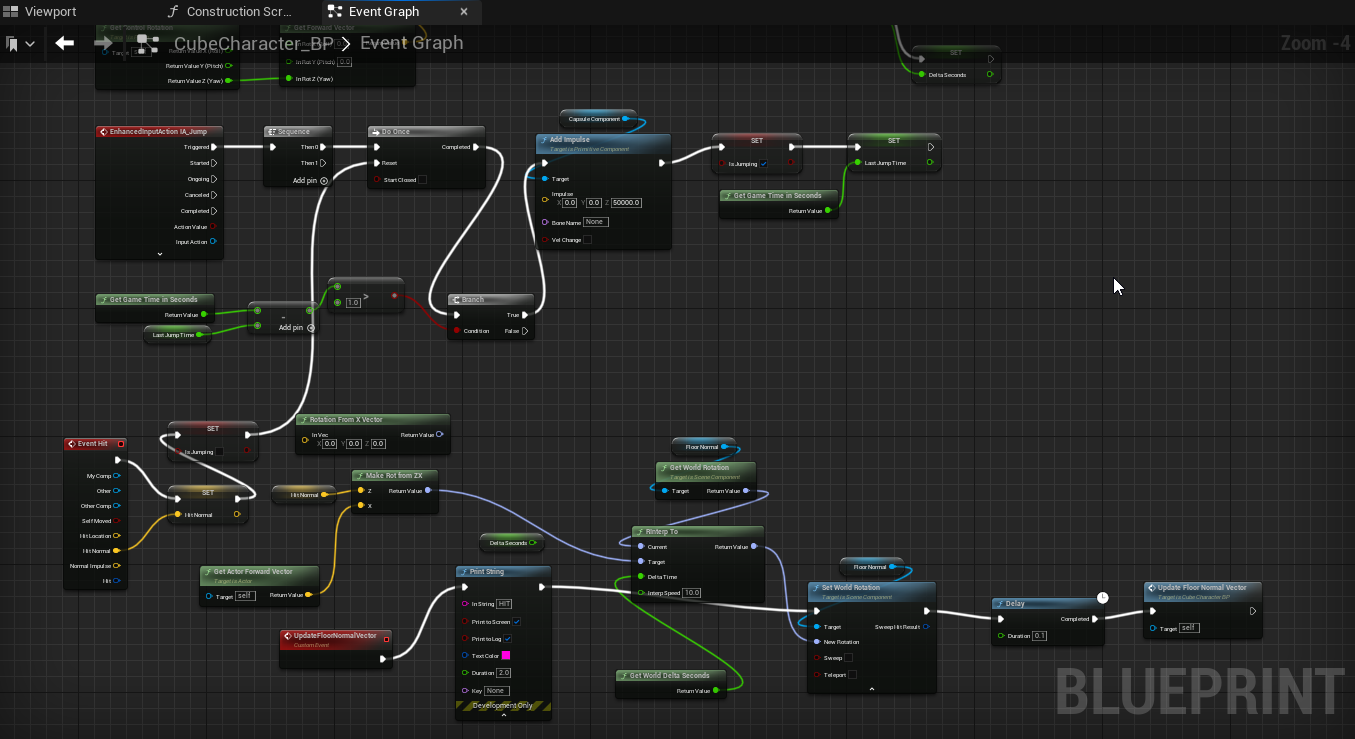 Viewport
Construction Scr...
Event Graph
CubeCharacter_BP > Event Graph
Zoom -4
Get Control Rotation
Get Forward Vector
Return Value Y (Pitch)
In Rot Y (Pitch) 0.0
Return Value Z (Yaw)
In Rot Z (Yaw)
SET
Delta Seconds
EnhancedInputAction IA_Jump
Triggered
Started
Ongoing
Canceled
Completed
Action Value
Input Action
Sequence
Then 0
Then 1
Add pin
Do Once
Completed
Reset
Start Closed
Capsule Component
Add Impulse
Target is Primitive Component
Target
Impulse
X 0.0 Y 0.0 Z 50000.0
Bone Name None
Vel Change
SET
Is Jumping
SET
Last Jump Time
Get Game Time in Seconds
Return Value
Get Game Time in Seconds
Return Value
Last Jump Time
-
Add pin
>
1.0
Branch
True
Condition
False
Event Hit
My Comp
Other
Other Comp
Self Moved
Hit Location
Hit Normal
Normal Impulse
Hit
SET
Is Jumping
SET
Hit Normal
Rotation From X Vector
In Vec
Return Value
X 0.0 Y 0.0 Z 0.0
Hit Normal
Make Rot from ZX
Z
Return Value
X
Get Actor Forward Vector
Target is Actor
Target self
Return Value
UpdateFloorNormalVector
Custom Event
Delta Seconds
Print String
In String HIT
Print to Screen
Print to Log
Text Color
Duration 2.0
Key None
Development Only
Floor Normal
Get World Rotation
Target is Scene Component
Target
Return Value
RInterp To
Current
Return Value
Target
Delta Time
Interp Speed 10.0
Get World Delta Seconds
Return Value
Floor Normal
Set World Rotation
Target is Scene Component
Target
Sweep Hit Result
New Rotation
Sweep
Teleport
Delay
Completed
Duration 0.1
Update Floor Normal Vector
Target is Cube Character BP
Target self
BLUEPRINT